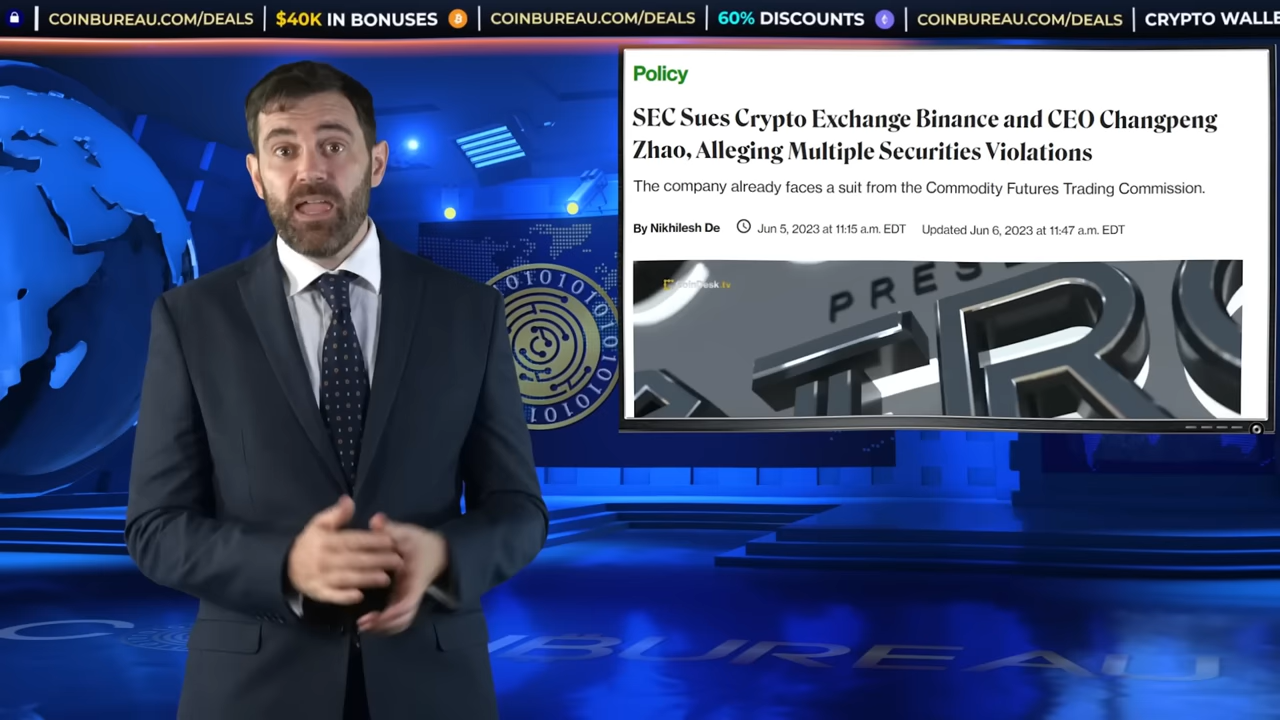 COINBUREAU.COM/DEALS $40K IN BONUSES COINBUREAU.COM/DEALS 60% DISCOUNTS COINBUREAU.COM/DEALS CRYPTO WALLE
Policy
SEC Sues Crypto Exchange Binance and CEO Changpeng
Zhao, Alleging Multiple Securities Violations
The company already faces a suit from the Commodity Futures Trading Commission.
By Nikhilesh De Jun 5, 2023 at 11:15 a.m. EDT Updated Jun 6, 2023 at 11:47 a.m. EDT
PRES
TR